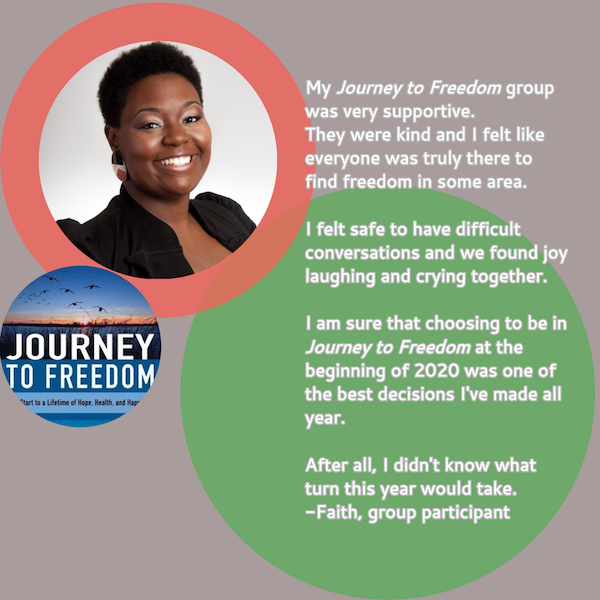 My Journey to Freedom group
was very supportive.
They were kind and I felt like
everyone was truly there to
find freedom in some area.
I felt safe to have difficult
conversations and we found joy
laughing and crying together.
I am sure that choosing to be in
Journey to Freedom at the
beginning of 2020 was one of
the best decisions I've made all
year.
After all, I didn't know what
turn this year would take.
–Faith, group participant
JOURNEY
TO FREEDOM
Start to a Lifetime of Hope, Health, and